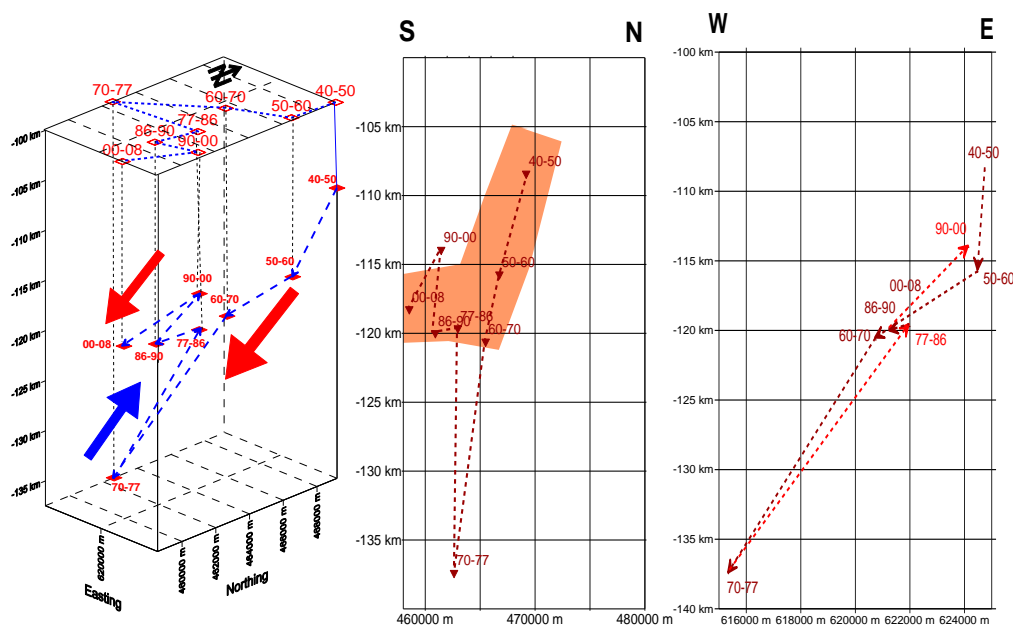 N
70-77
60-70
40-50
50-60
77-86
86-90
90-00
00-08
-100 km
-105 km
-110 km
-115 km
-120 km
-125 km
-130 km
-135 km
40-50
50-60
90-00
60-70
00-08
86-90
77-86
70-77
620000 m
460000 m
462000 m
464000 m
466000 m
468000 m
Easting
Northing
S
N
-105 km
-110 km
-115 km
-120 km
-125 km
-130 km
-135 km
40-50
90-00
50-60
00-08
86-90
77-86
60-70
70-77
460000 m
470000 m
480000 m
W
E
-100 km
-105 km
-110 km
-115 km
-120 km
-125 km
-130 km
-135 km
-140 km
40-50
90-00
50-60
00-08
86-90
60-70
77-86
70-77
616000 m
618000 m
620000 m
622000 m
624000 m